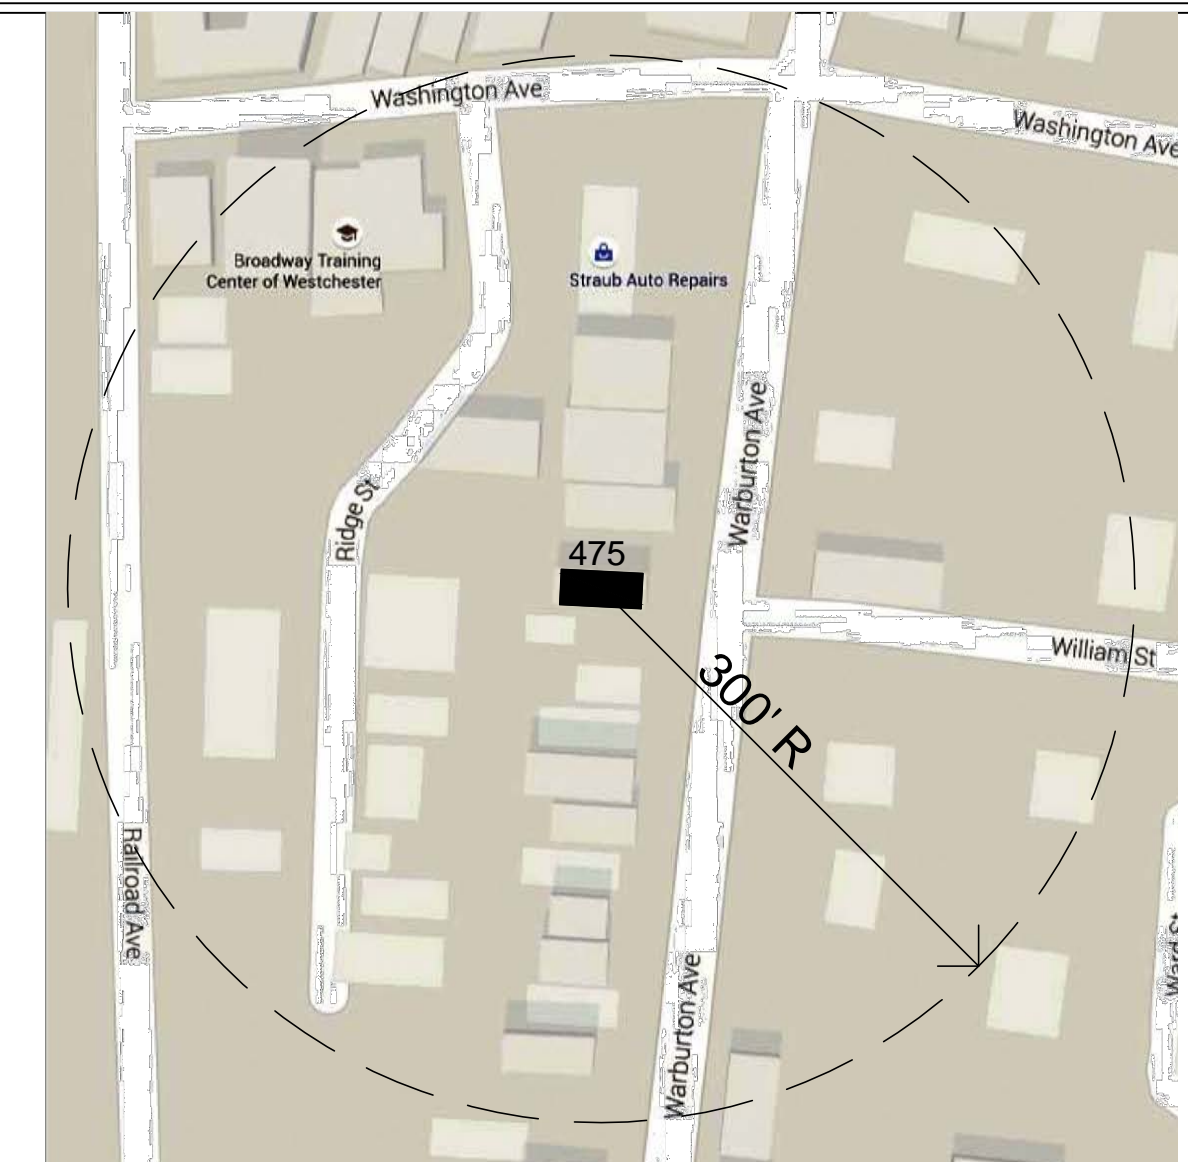 Washington Ave
Washington Ave
Broadway Training
Center of Westchester
Straub Auto Repairs
Warburton Ave
Ridge St
475
William St
300' R
Railroad Ave
Warburton Ave